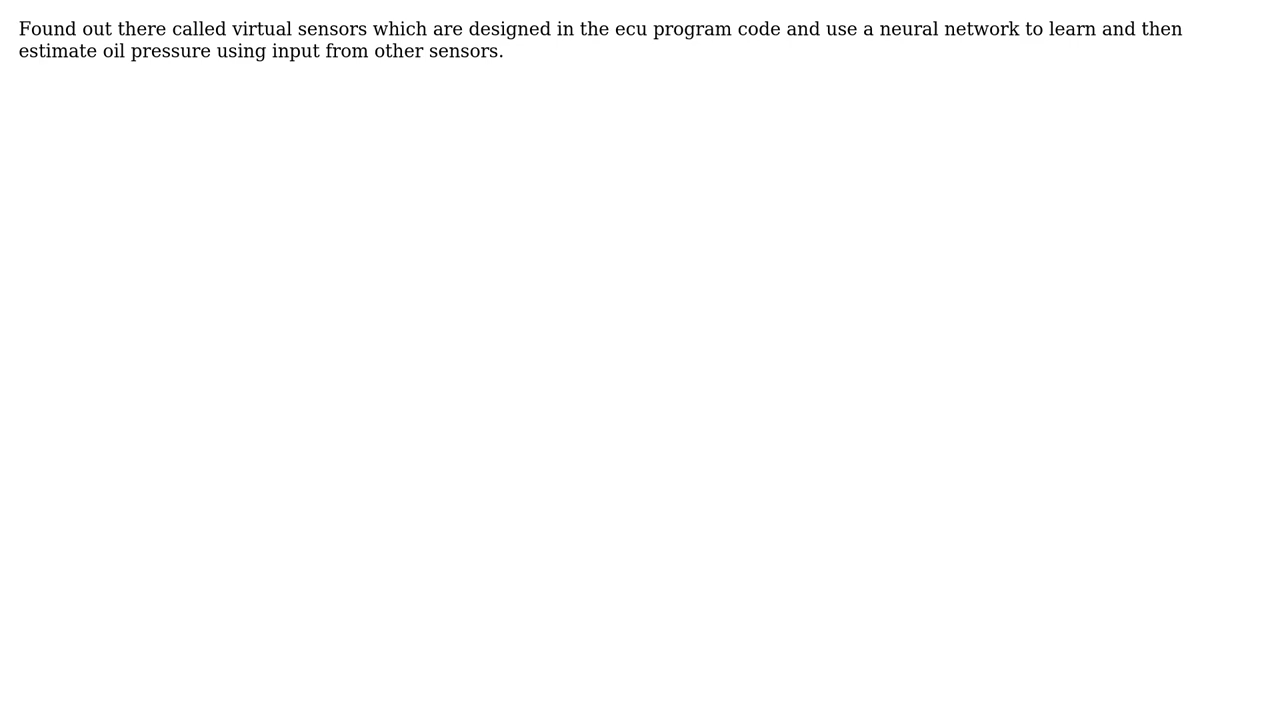 Found out there called virtual sensors which are designed in the ecu program code and use a neural network to learn and then
estimate oil pressure using input from other sensors.